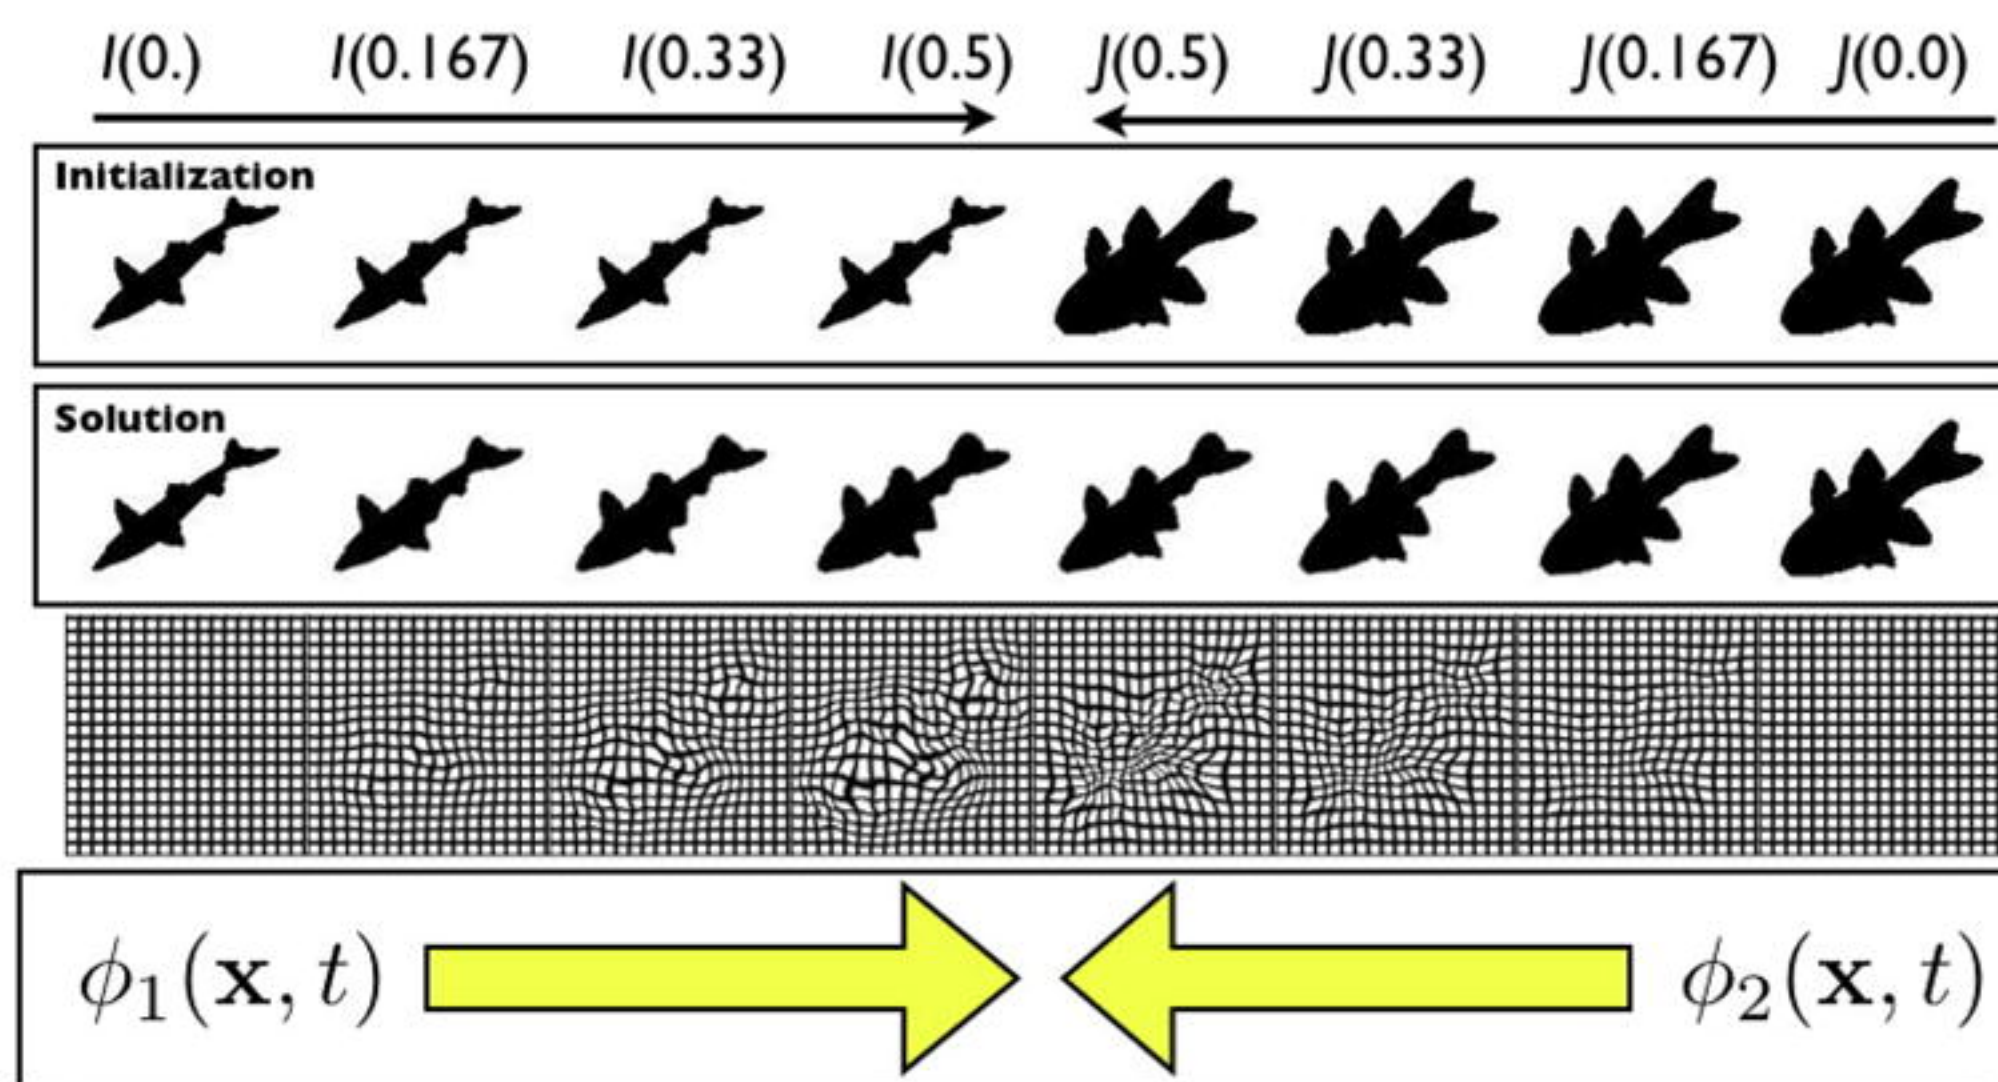 I(0.) I(0.167) I(0.33) I(0.5) J(0.5) J(0.33) J(0.167) J(0.0)
Initialization
Solution
ϕ₁(x, t) ϕ₂(x, t)